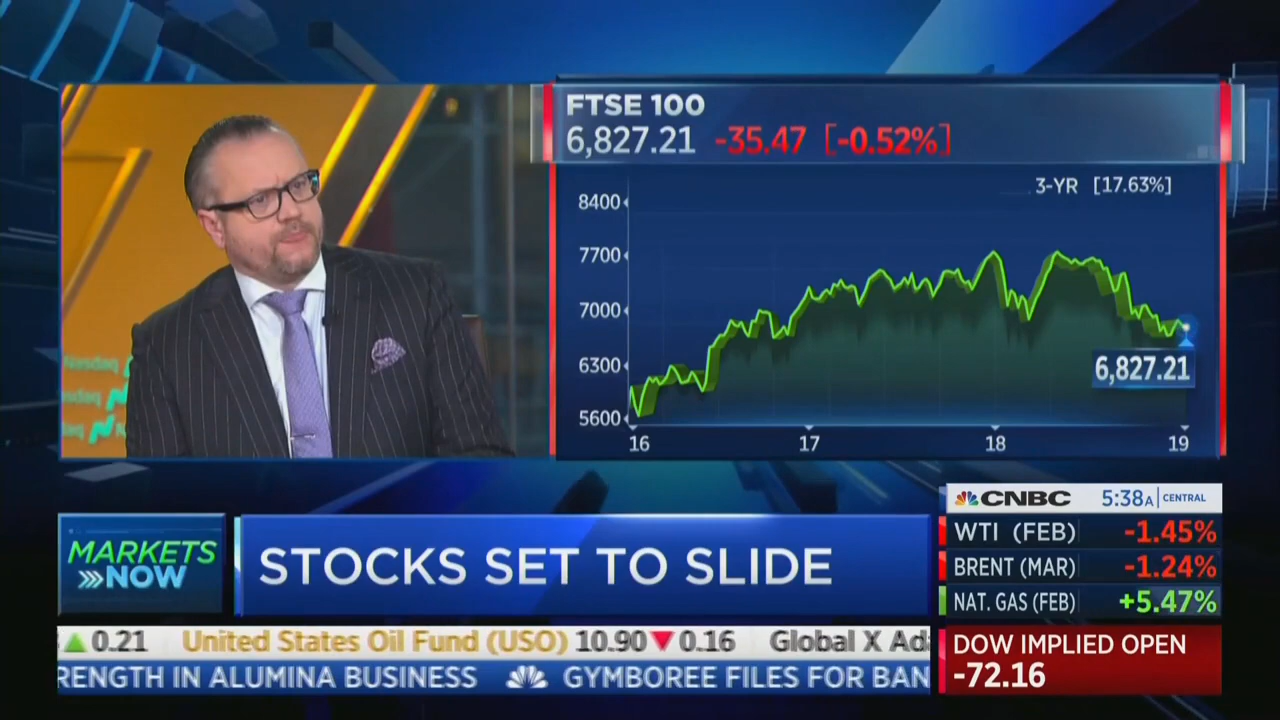 FTSE 100
6,827.21 -35.47 [-0.52%]
3-YR [17.63%]
8400
7700
7000
6300
5600
6,827.21
16 17 18 19
Nasdaq
MARKETS
NOW
STOCKS SET TO SLIDE
CNBC 5:38A CENTRAL
WTI (FEB) -1.45%
BRENT (MAR) -1.24%
NAT. GAS (FEB) +5.47%
DOW IMPLIED OPEN
-72.16
0.21 United States Oil Fund (USO) 10.90 0.16 Global X
RENGTH IN ALUMINA BUSINESS GYMBOREE FILES FOR BAN